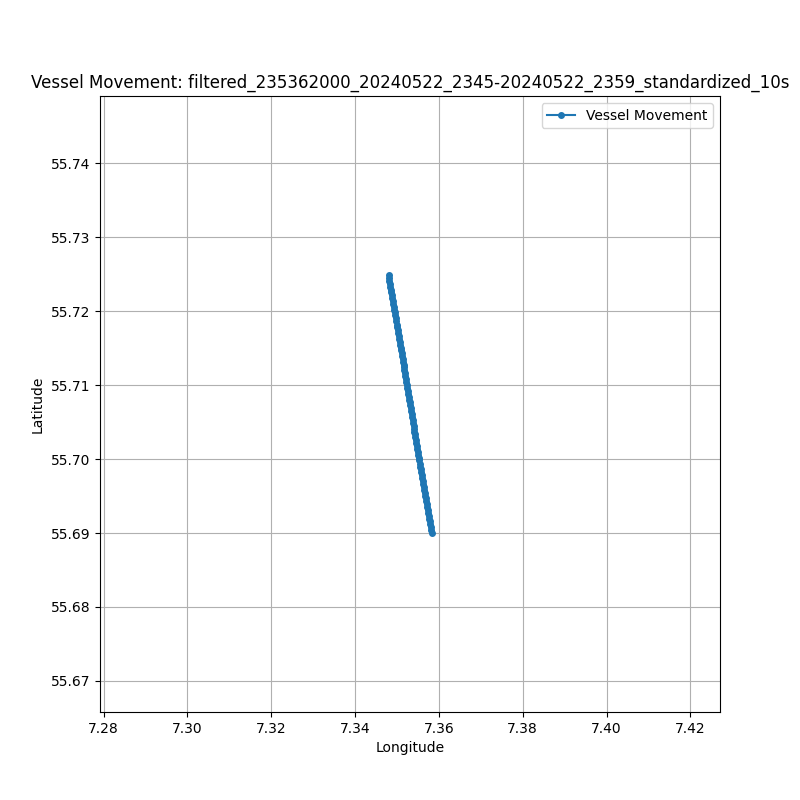 Vessel Movement: filtered_235362000_20240522_2345-20240522_2359_standardized_10s
Vessel Movement
55.74
55.73
55.72
55.71
55.70
55.69
55.68
55.67
Latitude
7.28 7.30 7.32 7.34 7.36 7.38 7.40 7.42
Longitude